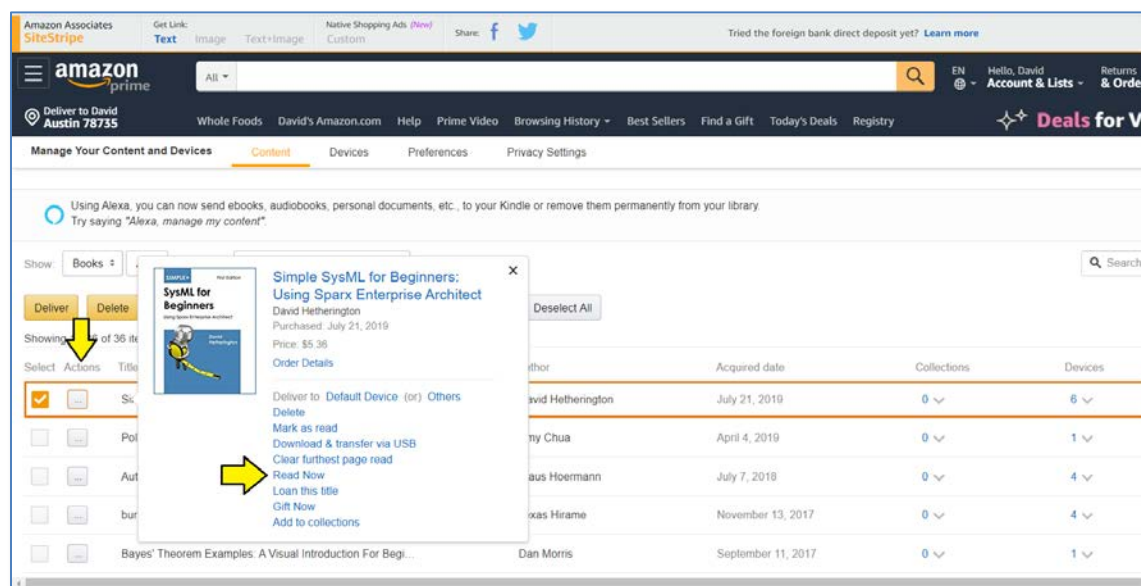 Amazon Associates Get Link: Native Shopping Ads (New)
SiteStripe Text Image Text+Image Custom Share: Tried the foreign bank direct deposit yet? Learn more
amazon prime All EN Hello, David Returns
Account & Lists & Orde
Deliver to David
Austin 78735 Whole Foods David's Amazon.com Help Prime Video Browsing History Best Sellers Find a Gift Today's Deals Registry Deals for V
Manage Your Content and Devices Content Devices Preferences Privacy Settings
Using Alexa, you can now send ebooks, audiobooks, personal documents, etc., to your Kindle or remove them permanently from your library.
Try saying "Alexa, manage my content".
Show: Books Search
Deliver Delete Deselect All
Showing of 36 ite
Select Actions Title thor Acquired date Collections Devices
SIMPLE+ First Edition
SysML for
Beginners
Using Sparx Enterprise Architect
David
Hetherington
Simple SysML for Beginners:
Using Sparx Enterprise Architect
David Hetherington
Purchased: July 21, 2019
Price: $5.36
Order Details
Deliver to Default Device (or) Others
Delete
Mark as read
Download & transfer via USB
Clear furthest page read
Read Now
Loan this title
Gift Now
Add to collections
x
... avid Hetherington July 21, 2019 0 6
... Pol my Chua April 4, 2019 0 1
... Aut aus Hoermann July 7, 2018 0 4
... bur xas Hirame November 13, 2017 0 4
... Bayes' Theorem Examples: A Visual Introduction For Begi... Dan Morris September 11, 2017 0 1